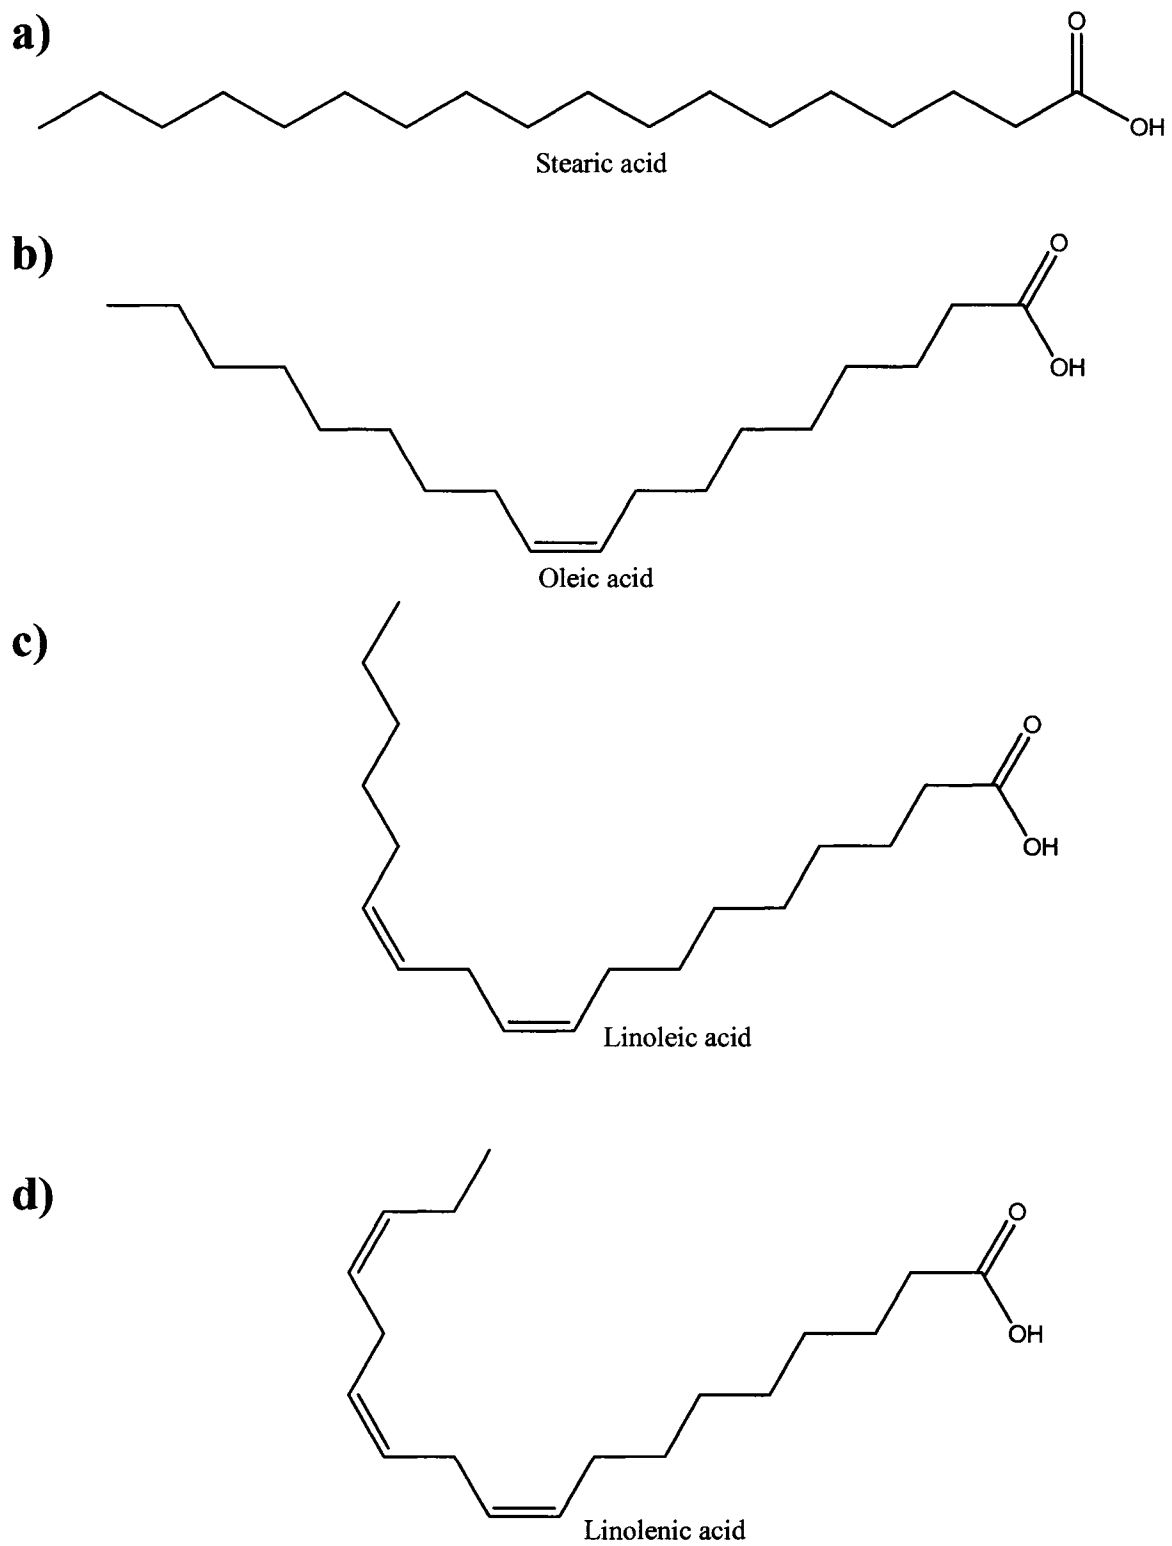 a)
O
OH
Stearic acid
b)
O
OH
Oleic acid
c)
O
OH
Linoleic acid
d)
O
OH
Linolenic acid